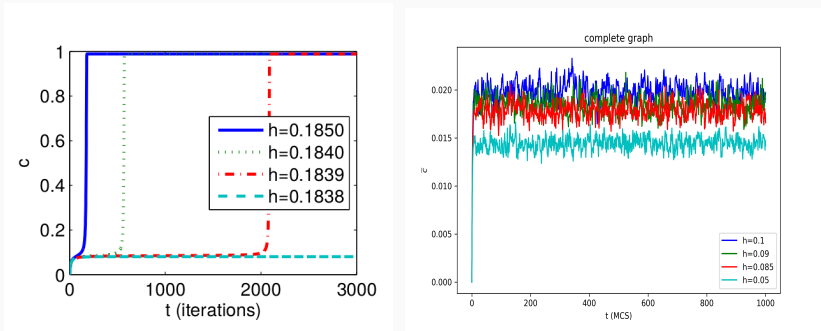 1
0.8
0.6
0.4
0.2
0
c
h=0.1850
h=0.1840
h=0.1839
h=0.1838
0 1000 2000 3000
t (iterations)
complete graph
0.020
0.015
0.010
0.005
0.000
c̅
h=0.1
h=0.09
h=0.085
h=0.05
0 200 400 600 800 1000
t (MCS)